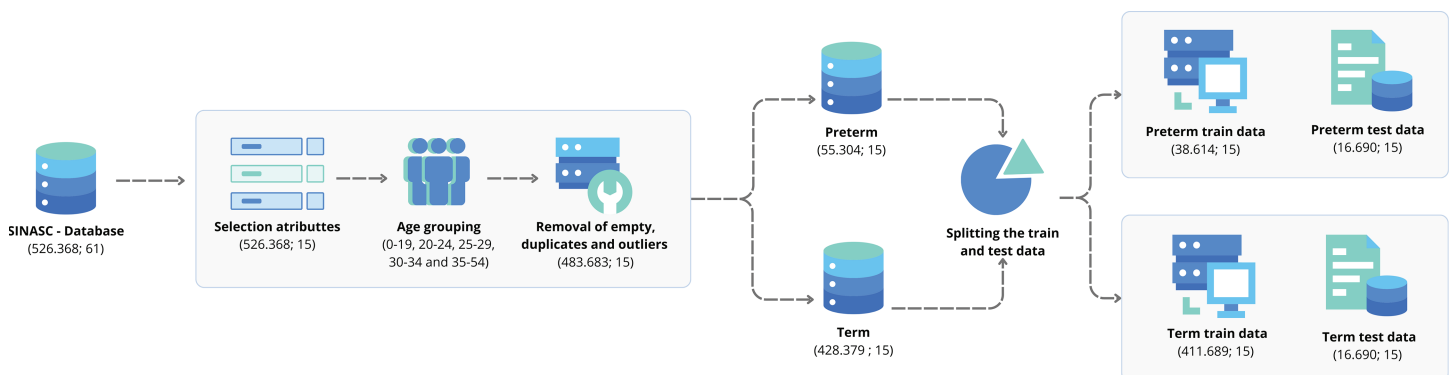 SINASC - Database
(526.368; 61)
Selection atributtes
(526.368; 15)
Age grouping
(0-19, 20-24, 25-29,
30-34 and 35-54)
Removal of empty,
duplicates and outliers
(483.683; 15)
Preterm
(55.304; 15)
Term
(428.379 ; 15)
Splitting the train
and test data
Preterm train data
(38.614; 15)
Preterm test data
(16.690; 15)
Term train data
(411.689; 15)
Term test data
(16.690; 15)